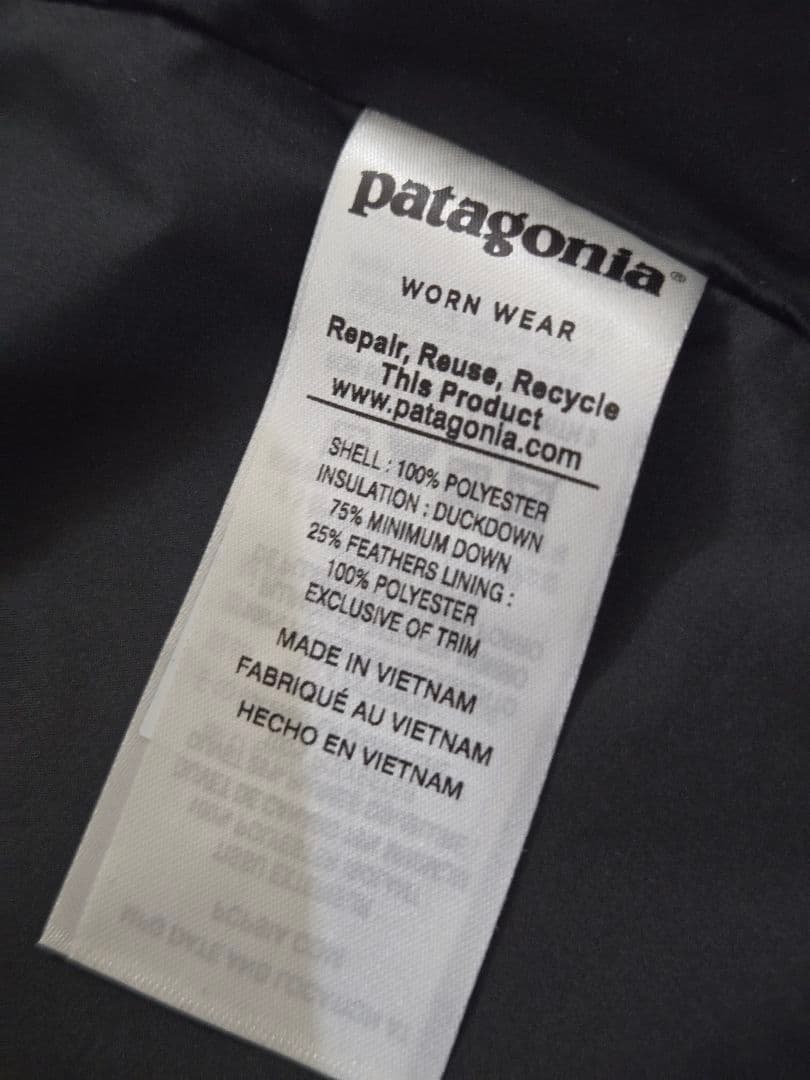 patagonia®
WORN WEAR
Repair, Reuse, Recycle
This Product
www.patagonia.com
SHELL : 100% POLYESTER
INSULATION : DUCKDOWN
75% MINIMUM DOWN
25% FEATHERS LINING :
100% POLYESTER
EXCLUSIVE OF TRIM
MADE IN VIETNAM
FABRIQUÉ AU VIETNAM
HECHO EN VIETNAM